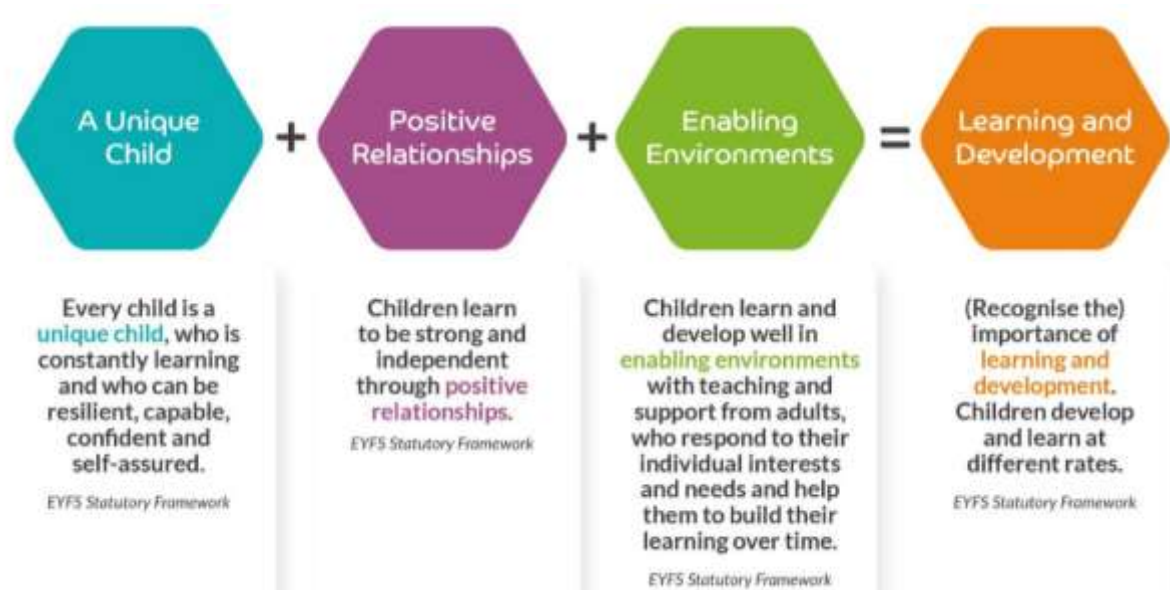 A Unique
Child
+
Positive
Relationships
+
Enabling
Environments
=
Learning and
Development
Every child is a
unique child, who is
constantly learning
and who can be
resilient, capable,
confident and
self-assured.
EYFS Statutory Framework
Children learn
to be strong and
independent
through positive
relationships.
EYFS Statutory Framework
Children learn and
develop well in
enabling environments
with teaching and
support from adults,
who respond to their
individual interests
and needs and help
them to build their
learning over time.
EYFS Statutory Framework
(Recognise the)
importance of
learning and
development.
Children develop
and learn at
different rates.
EYFS Statutory Framework